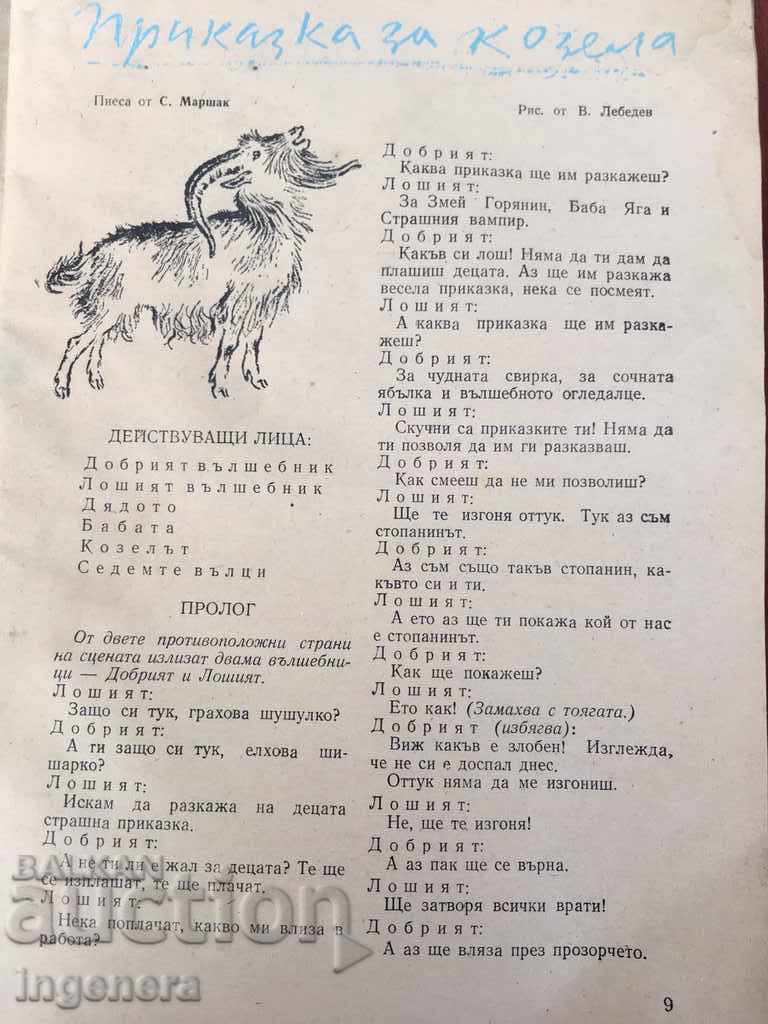 Приказка за козела
Пиеса от С. Маршак
Рис. от В. Лебедев
ДЕЙСТВУВАЩИ ЛИЦА:
Добрият вълшебник
Лошият вълшебник
Дядото
Бабата
Козелът
Седемте вълци
ПРОЛОГ
От двете противоположни страни
на сцената излизат двама вълшебни-
ци — Добрият и Лошият.
Лошият:
Защо си тук, грахова шушулко?
Добрият:
А ти защо си тук, елхова ши-
шарко?
Лошият:
Искам да разкажа на децата
страшна приказка.
Добрият:
А не ти ли е жал за децата? Те ще
се изплашат, те ще плачат.
Лошият:
Нека поплачат, какво ми влиза в
работа?
Добрият:
Каква приказка ще им разкажеш?
Лошият:
За Змей Горянин, Баба Яга и
Страшния вампир.
Добрият:
Какъв си лош! Няма да ти дам да
плашиш децата. Аз ще им разкажа
весела приказка, нека се посмеят.
Лошият:
А каква приказка ще им разка-
жеш?
Добрият:
За чудната свирка, за сочната
ябълка и вълшебното огледалце.
Лошият:
Скучни са приказките ти! Няма да
ти позволя да им ги разказваш.
Добрият:
Как смееш да не ми позволиш?
Лошият:
Ще те изгоня оттук. Тук аз съм
стопанинът.
Добрият:
Аз съм също такъв стопанин, ка-
къвто си и ти.
Лошият:
А ето аз ще ти покажа кой от нас
е стопанинът.
Добрият:
Как ще покажеш?
Лошият:
Ето как! (Замахва с тоягата.)
Добрият (избягва):
Виж какъв е злобен! Изглежда,
че не си е доспал днес.
Оттук няма да ме изгониш.
Лошият:
Не, ще те изгоня!
Добрият:
А аз пак ще се върна.
Лошият:
Ще затворя всички врати!
Добрият:
А аз ще вляза през прозорчето.
9
BALKAN
auction
ingenera